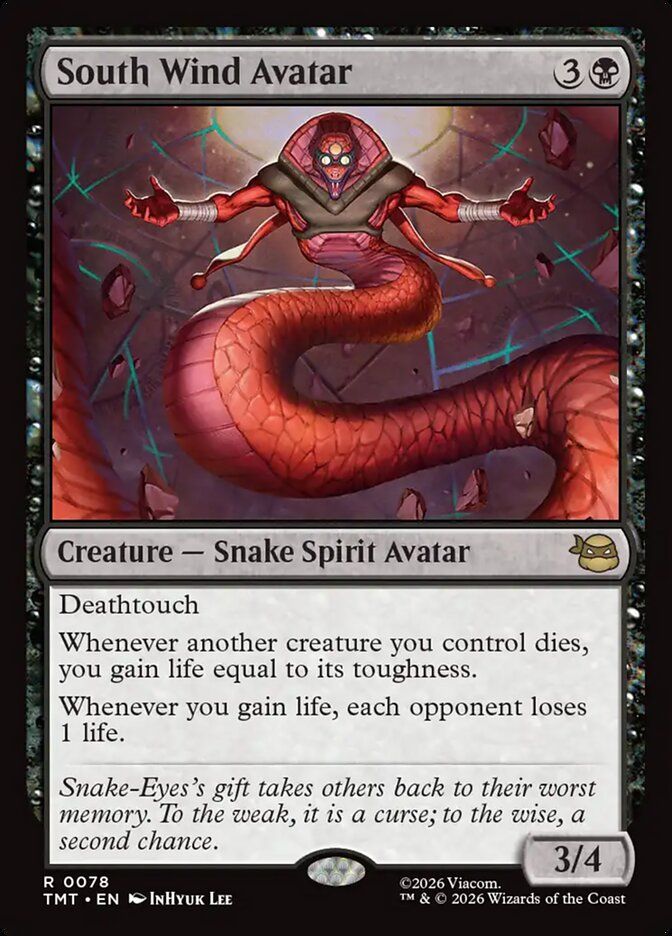 South Wind Avatar 3
Creature — Snake Spirit Avatar
Deathtouch
Whenever another creature you control dies,
you gain life equal to its toughness.
Whenever you gain life, each opponent loses
1 life.
Snake-Eyes's gift takes others back to their worst
memory. To the weak, it is a curse; to the wise, a
second chance.
3/4
R 0078
TMT • EN InHyuk Lee
©2026 Viacom.
™ & © 2026 Wizards of the Coast